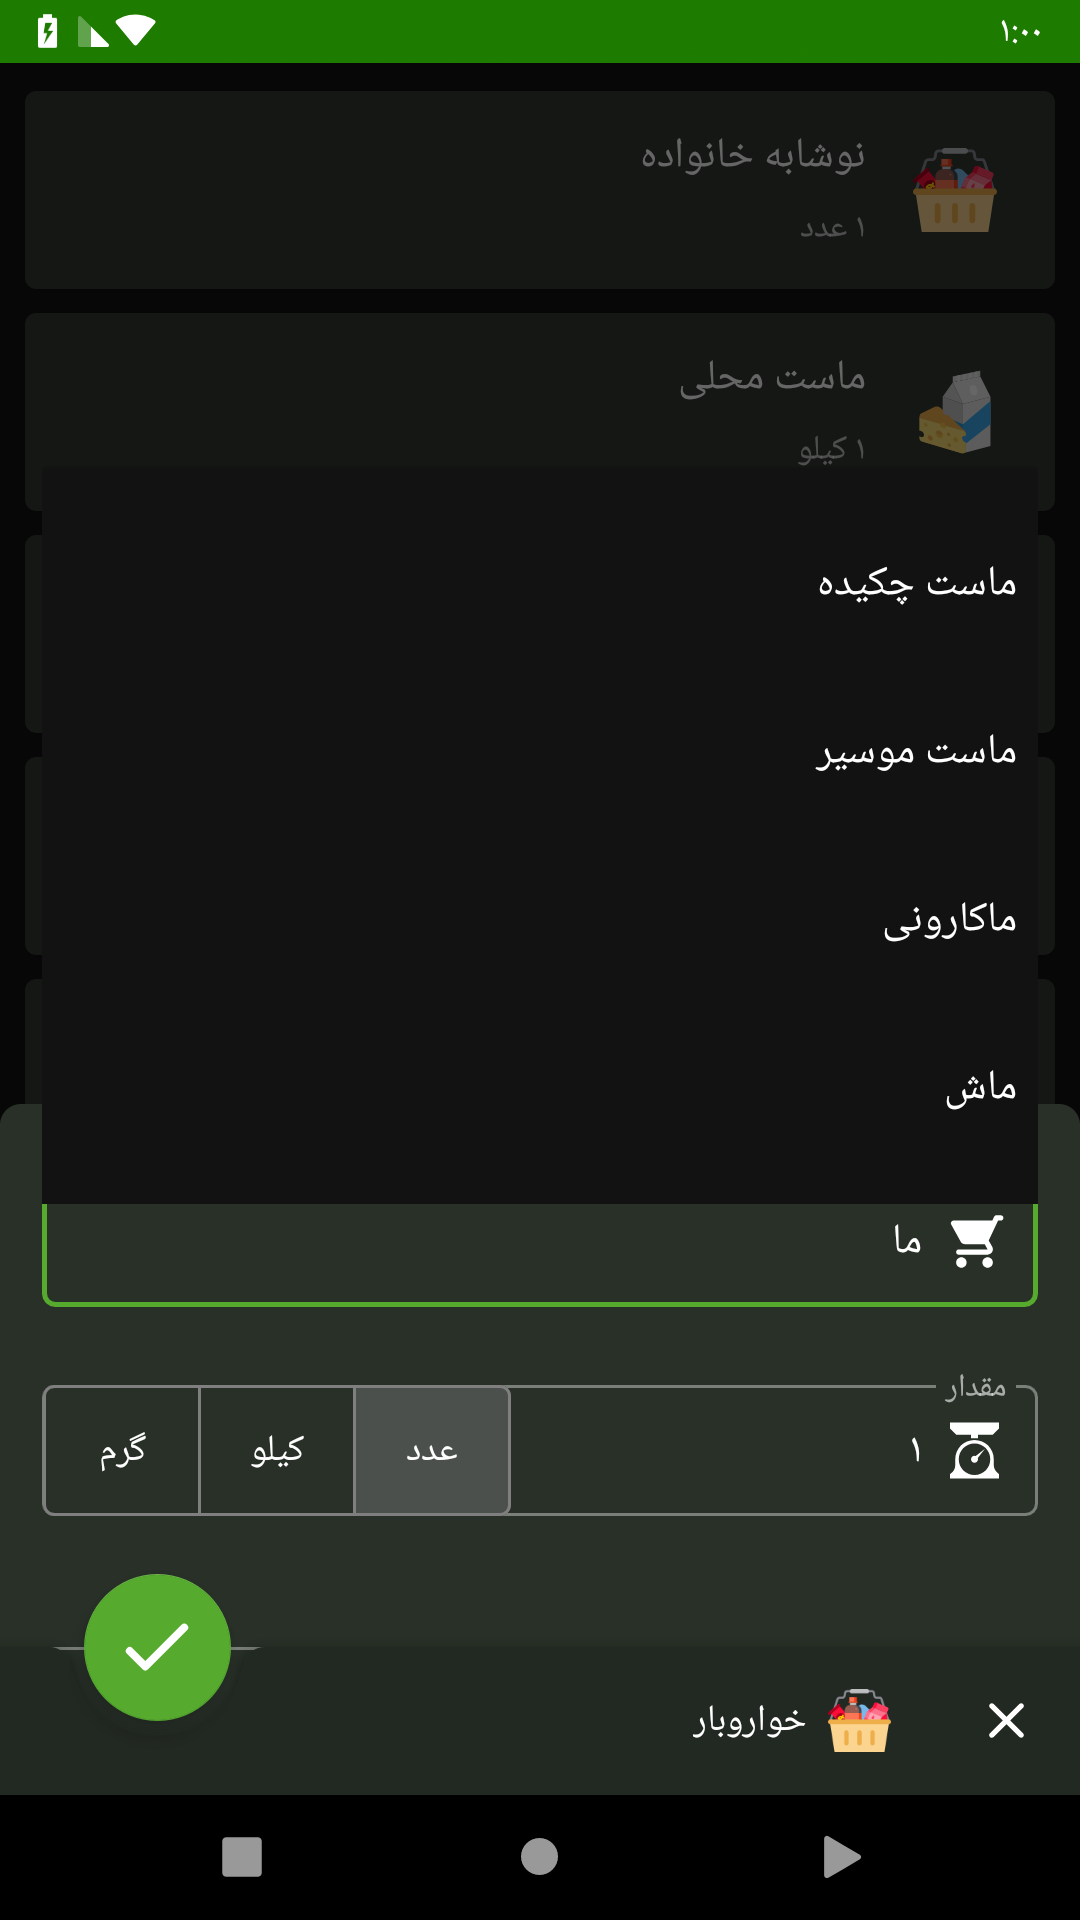 ۱:۰۰
نوشابه خانواده
۱ عدد
ماست محلی
۱ کیلو
ماست چکیده
ماست موسیر
ماکارونی
ماش
ما
مقدار
۱
عدد
کیلو
گرم
خواروبار